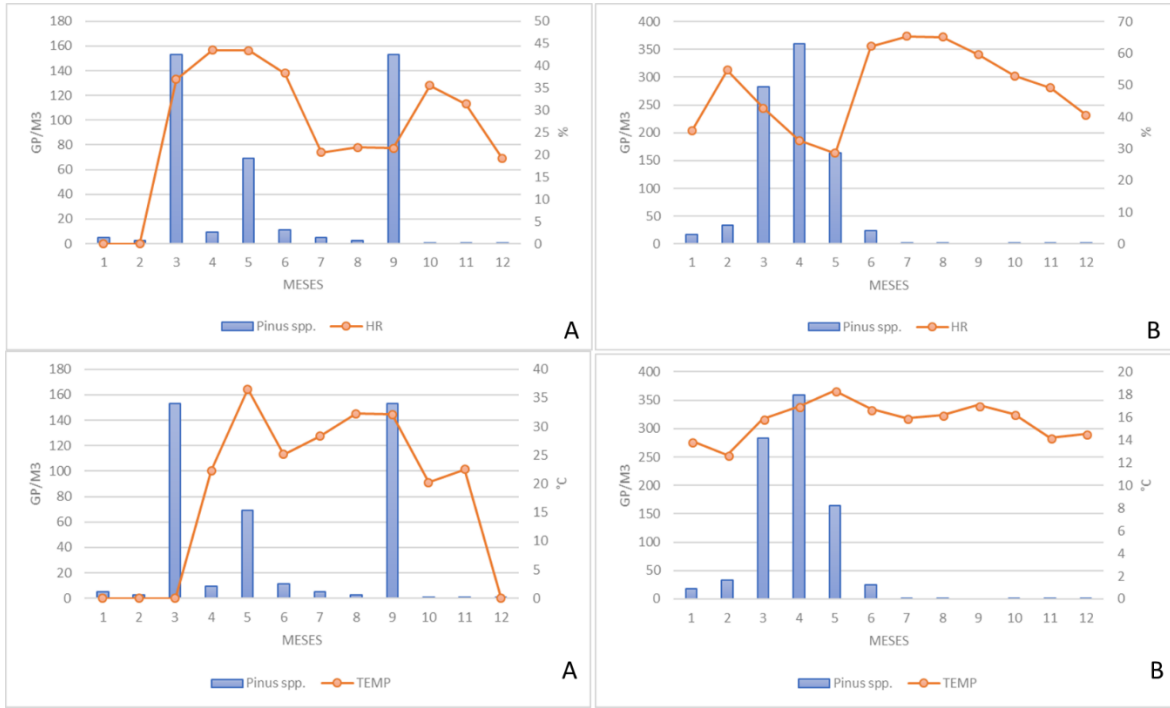 180 160 140 120 100 80 60 40 20 0
GP/M3
50 45 40 35 30 25 20 15 10 5 0
%
1 2 3 4 5 6 7 8 9 10 11 12
MESES
Pinus spp. HR
A
400 350 300 250 200 150 100 50 0
GP/M3
70 60 50 40 30 20 10 0
%
1 2 3 4 5 6 7 8 9 10 11 12
MESES
Pinus spp. HR
B
180 160 140 120 100 80 60 40 20 0
GP/M3
40 35 30 25 20 15 10 5 0
°C
1 2 3 4 5 6 7 8 9 10 11 12
MESES
Pinus spp. TEMP
A
400 350 300 250 200 150 100 50 0
GP/M3
20 18 16 14 12 10 8 6 4 2 0
°C
1 2 3 4 5 6 7 8 9 10 11 12
MESES
Pinus spp. TEMP
B